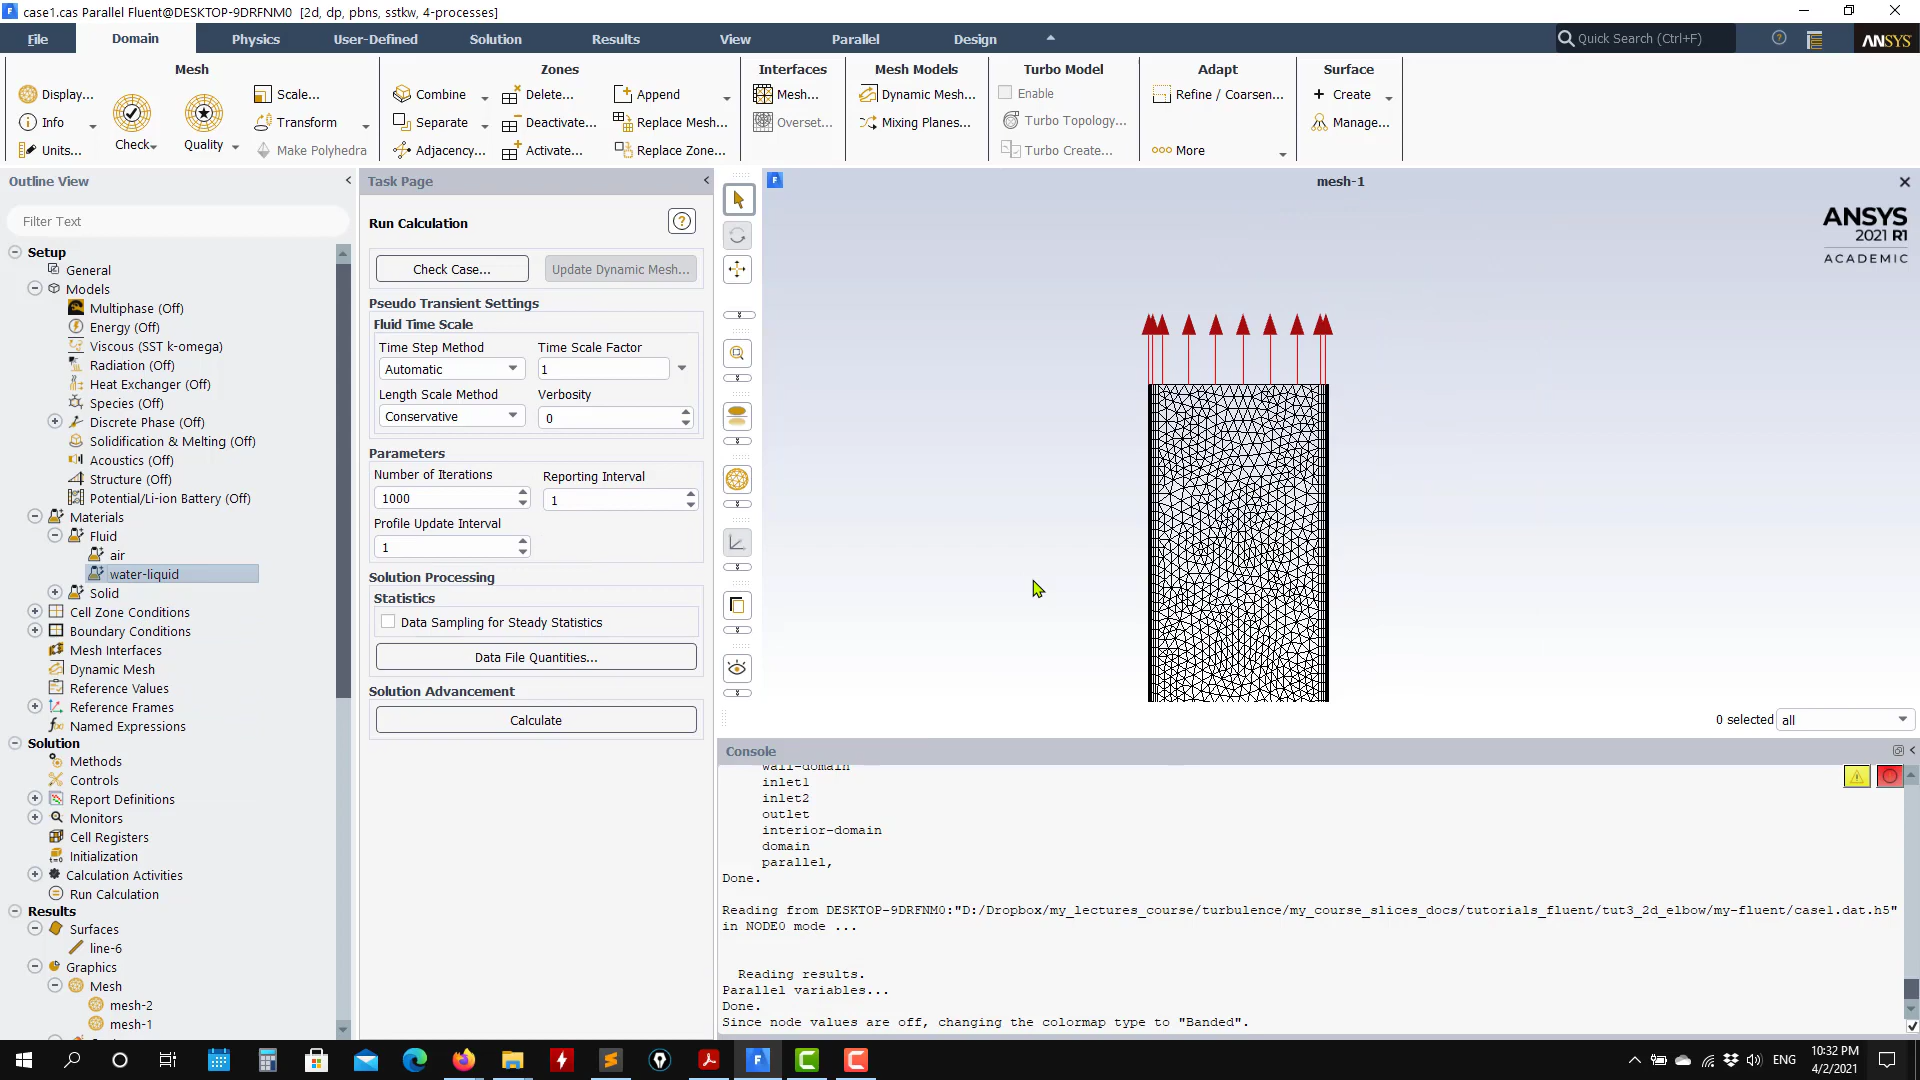 case1.cas Parallel Fluent@DESKTOP-9DRFNM0 [2d, dp, pbns, sstkw, 4-processes]
File
Domain
Physics
User-Defined
Solution
Results
View
Parallel
Design
Quick Search (Ctrl+F)
ANSYS
Mesh
Zones
Interfaces
Mesh Models
Turbo Model
Adapt
Surface
Display...
Info
Units...
Check
Quality
Scale...
Transform
Make Polyhedra
Combine
Separate
Adjacency...
Delete...
Deactivate...
Activate...
Append
Replace Mesh...
Replace Zone...
Mesh...
Overset...
Dynamic Mesh...
Mixing Planes...
Enable
Turbo Topology...
Turbo Create...
Refine / Coarsen...
More
Create
Manage...
Outline View
Filter Text
Setup
General
Models
Multiphase (Off)
Energy (Off)
Viscous (SST k-omega)
Radiation (Off)
Heat Exchanger (Off)
Species (Off)
Discrete Phase (Off)
Solidification & Melting (Off)
Acoustics (Off)
Structure (Off)
Potential/Li-ion Battery (Off)
Materials
Fluid
air
water-liquid
Solid
Cell Zone Conditions
Boundary Conditions
Mesh Interfaces
Dynamic Mesh
Reference Values
Reference Frames
Named Expressions
Solution
Methods
Controls
Report Definitions
Monitors
Cell Registers
Initialization
Calculation Activities
Run Calculation
Results
Surfaces
line-6
Graphics
Mesh
mesh-2
mesh-1
Task Page
Run Calculation
Check Case...
Update Dynamic Mesh...
Pseudo Transient Settings
Fluid Time Scale
Time Step Method
Time Scale Factor
Automatic
1
Length Scale Method
Verbosity
Conservative
0
Parameters
Number of Iterations
Reporting Interval
1000
1
Profile Update Interval
1
Solution Processing
Statistics
Data Sampling for Steady Statistics
Data File Quantities...
Solution Advancement
Calculate
mesh-1
ANSYS
2021 R1
ACADEMIC
0 selected
all
Console
wall-domain
inlet1
inlet2
outlet
interior-domain
domain
parallel,
Done.
Reading from DESKTOP-9DRFNM0:"D:/Dropbox/my_lectures_course/turbulence/my_course_slices_docs/tutorials_fluent/tut3_2d_elbow/my-fluent/case1.dat.h5"
in NODE0 mode ...
Reading results.
Parallel variables...
Done.
Since node values are off, changing the colormap type to "Banded".
ENG
10:32 PM
4/2/2021